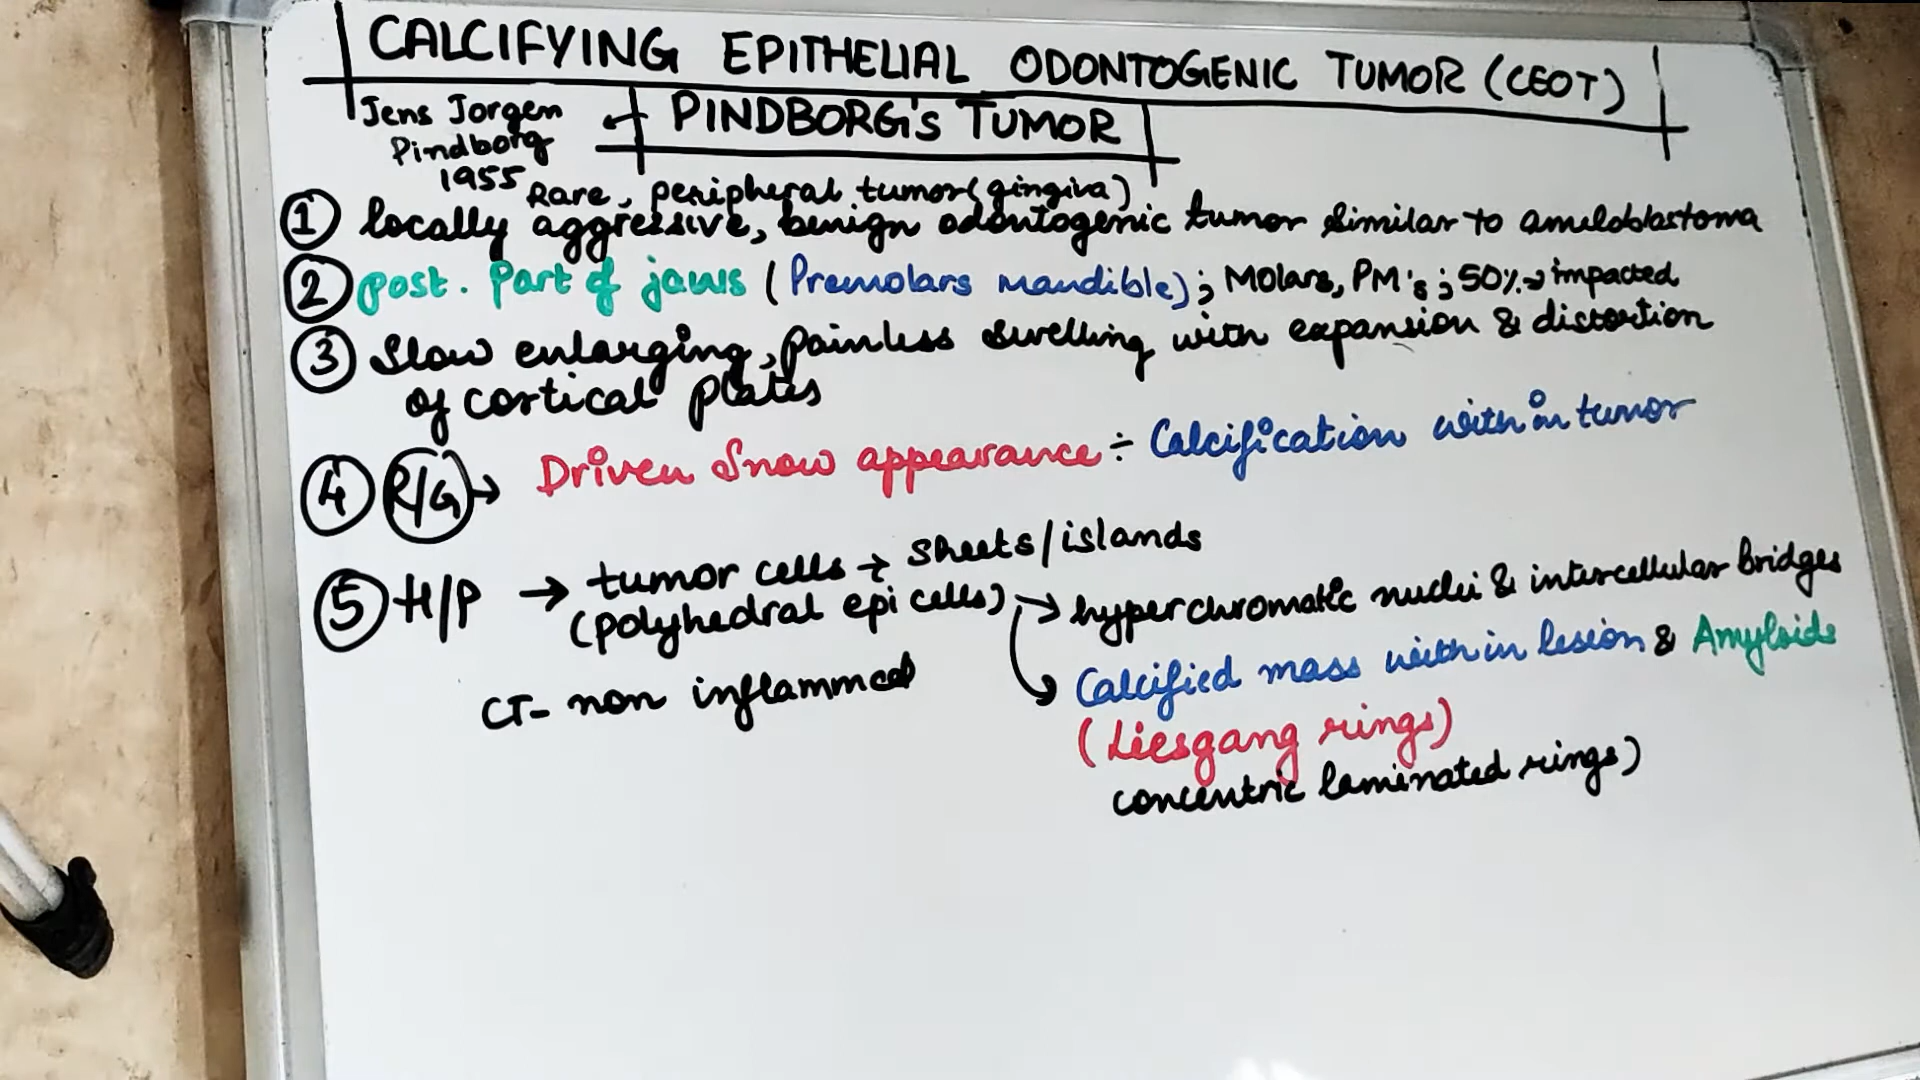 CALCIFYING EPITHELIAL ODONTOGENIC TUMOR (CEOT)
Jens Jorgen ← PINDBORG'S TUMOR
Pindborg
1955
Rare, peripheral tumor (gingiva)
① locally aggressive, benign odontogenic tumor similar to ameloblastoma
② post. Part of jaws (Premolars mandible); Molars, PM's; 50% → impacted
③ Slow enlarging, painless swelling with expansion & distortion
of cortical plates
④ R/G → Driven Snow appearance ÷ Calcification within tumor
⑤ H/P → tumor cells → sheets/islands
(polyhedral epi cells) → hyperchromatic nuclei & intercellular bridges
Calcified mass within lesion & Amyloids
CT- non inflammed
(Liesgang rings)
concentric laminated rings)